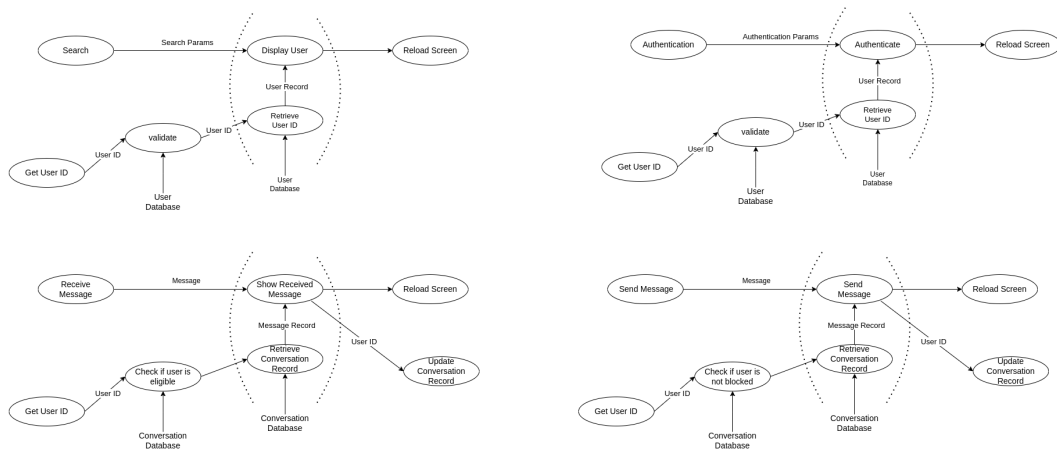 Search
Search Params
Display User
Reload Screen
User Record
Retrieve
User ID
User ID
validate
User ID
Get User ID
User
Database
User
Database
Authentication
Authentication Params
Authenticate
Reload Screen
User Record
Retrieve
User ID
User ID
validate
User ID
Get User ID
User
Database
User
Database
Receive
Message
Message
Show Received
Message
Reload Screen
Message Record
User ID
Retrieve
Conversation
Record
Update
Conversation
Record
Check if user is
eligible
User ID
Get User ID
Conversation
Database
Conversation
Database
Send Message
Message
Send
Message
Reload Screen
Message Record
User ID
Retrieve
Conversation
Record
Update
Conversation
Record
Check if user is
not blocked
User ID
Get User ID
Conversation
Database
Conversation
Database